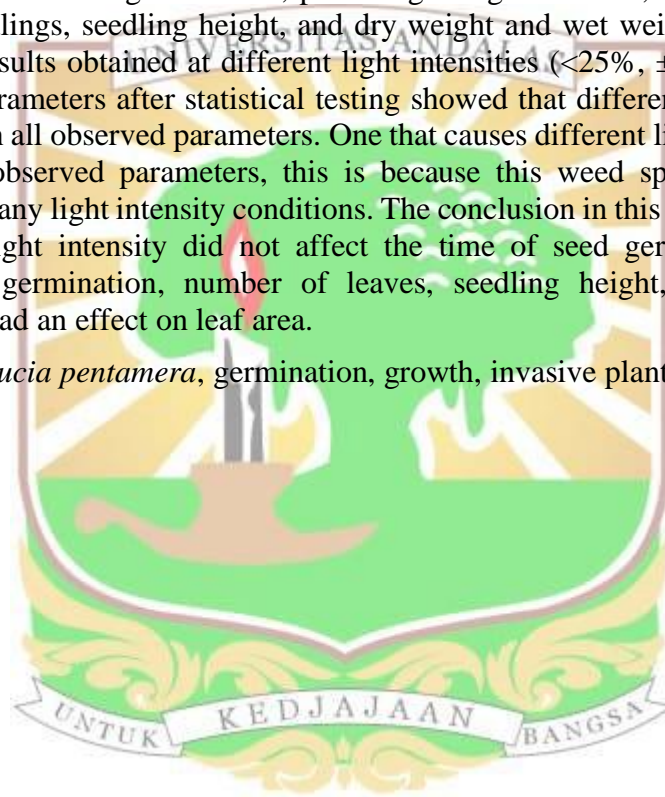 lings, seedling height, and dry weight and wet wei
UNIVERSITAS ANDALAS
sults obtained at different light intensities (<25%, ±
arameters after statistical testing showed that differen
n all observed parameters. One that causes different li
observed parameters, this is because this weed sp
any light intensity conditions. The conclusion in this
ight intensity did not affect the time of seed ger
germination, number of leaves, seedling height,
ad an effect on leaf area.
ucia pentamera, germination, growth, invasive plant
UNTUK KEDJAJAAN BANGSA